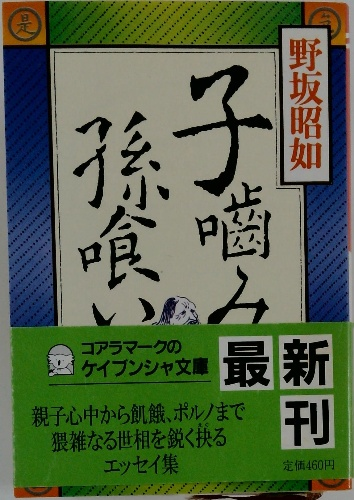 是
野坂昭如
子嚙み
孫喰い
コアラマークの
ケイブンシャ文庫
最新
刊
親子心中から飢餓、ポルノまで
猥雑なる世相を鋭く抉る
エッセイ集
定価460円